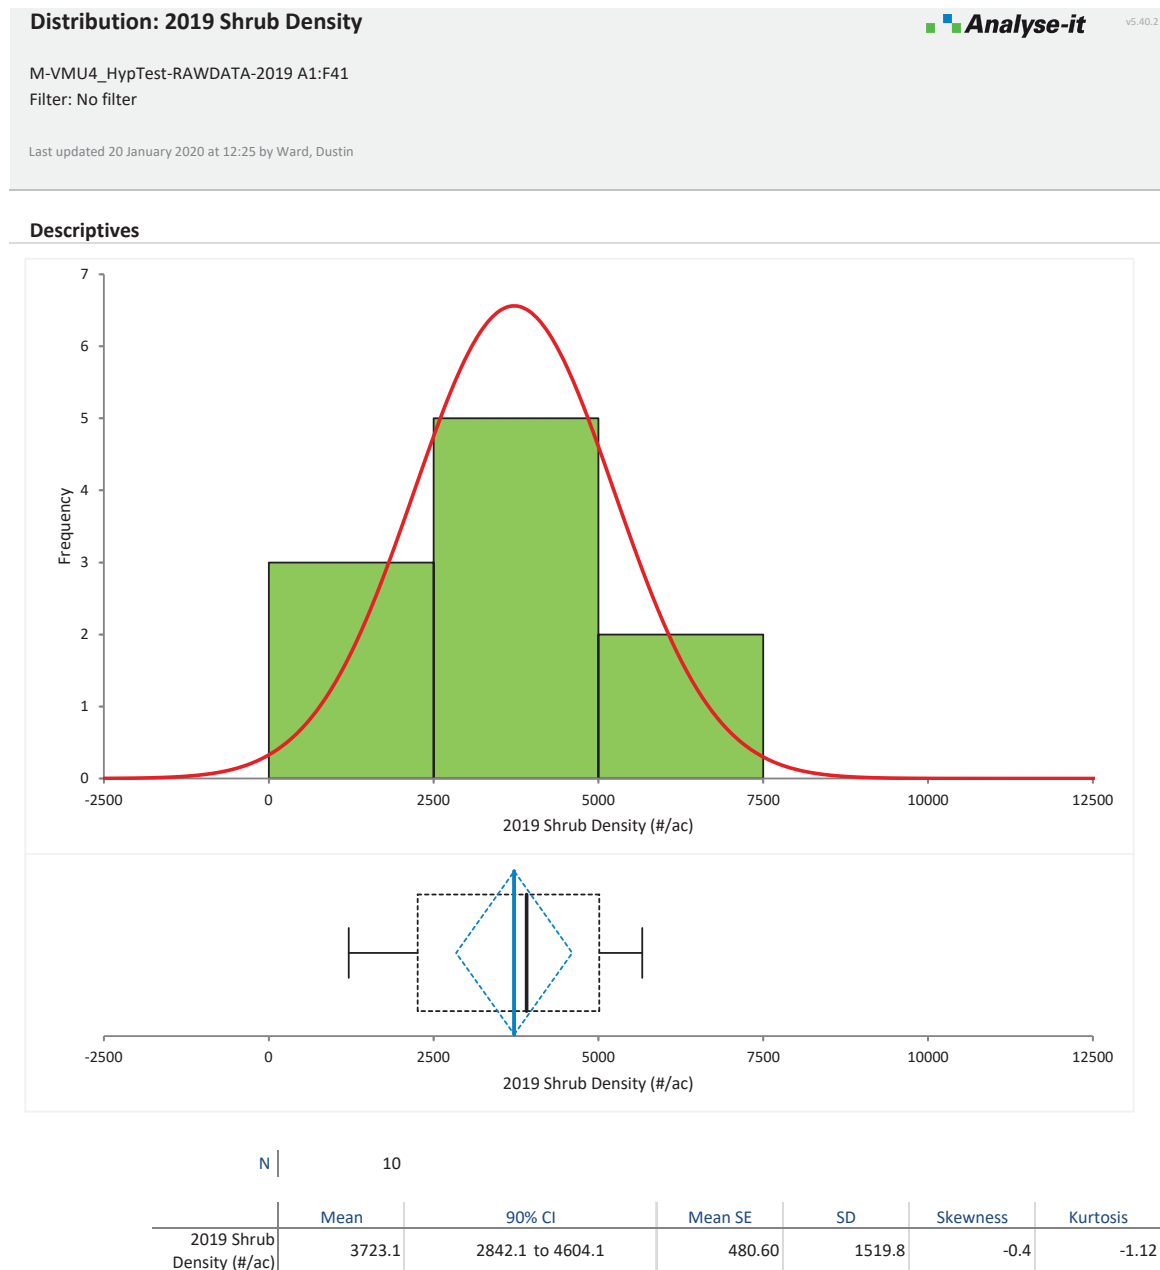 Distribution: 2019 Shrub Density
Analyse-it v5.40.2
M-VMU4_HypTest-RAWDATA-2019 A1:F41
Filter: No filter
Last updated 20 January 2020 at 12:25 by Ward, Dustin
Descriptives
7
6
5
4
3
2
1
0
Frequency
-2500 0 2500 5000 7500 10000 12500
2019 Shrub Density (#/ac)
-2500 0 2500 5000 7500 10000 12500
2019 Shrub Density (#/ac)
N 10
Mean 90% CI Mean SE SD Skewness Kurtosis
2019 Shrub
Density (#/ac) 3723.1 2842.1 to 4604.1 480.60 1519.8 -0.4 -1.12